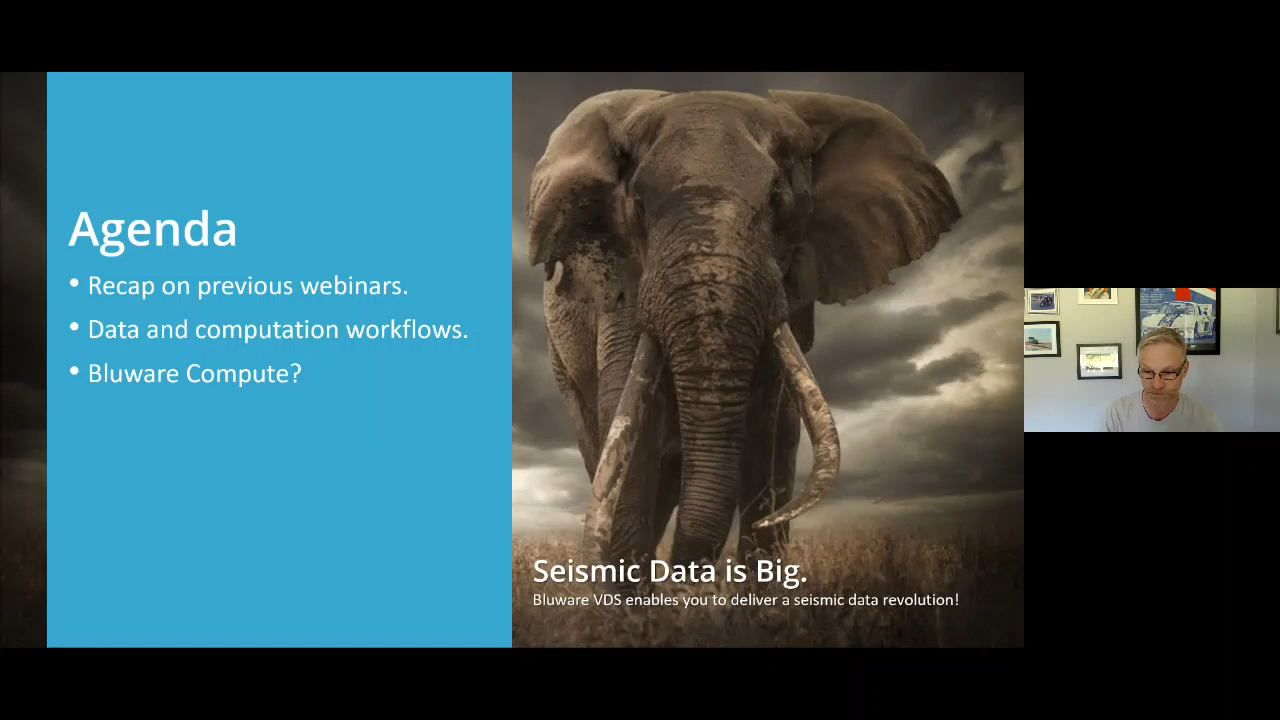 Agenda
• Recap on previous webinars.
• Data and computation workflows.
• Bluware Compute?
Seismic Data is Big.
Bluware VDS enables you to deliver a seismic data revolution!